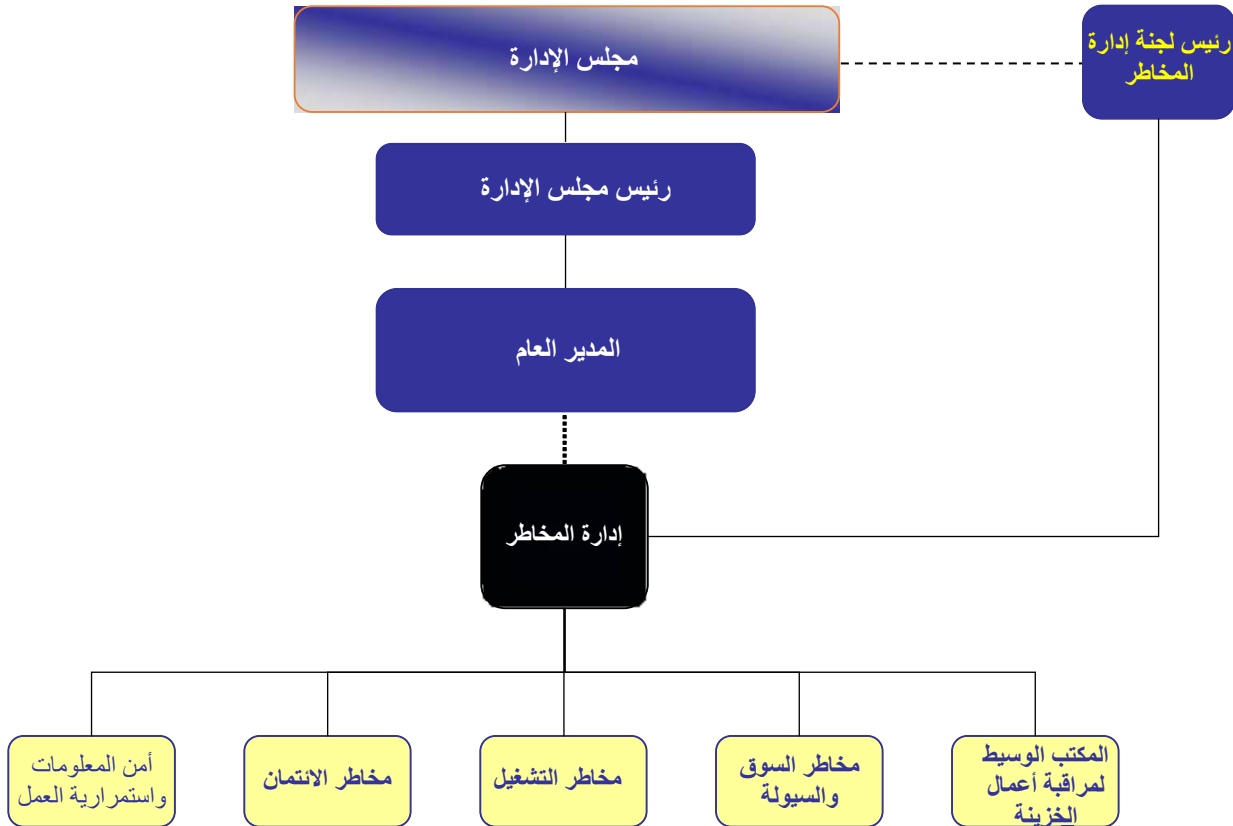 مجلس الإدارة
رئيس لجنة إدارة
المخاطر
رئيس مجلس الإدارة
المدير العام
إدارة المخاطر
المكتب الوسيط
لمراقبة أعمال
الخزينة
مخاطر السوق
والسيولة
مخاطر التشغيل
مخاطر الائتمان
أمن المعلومات
واستمرارية العمل